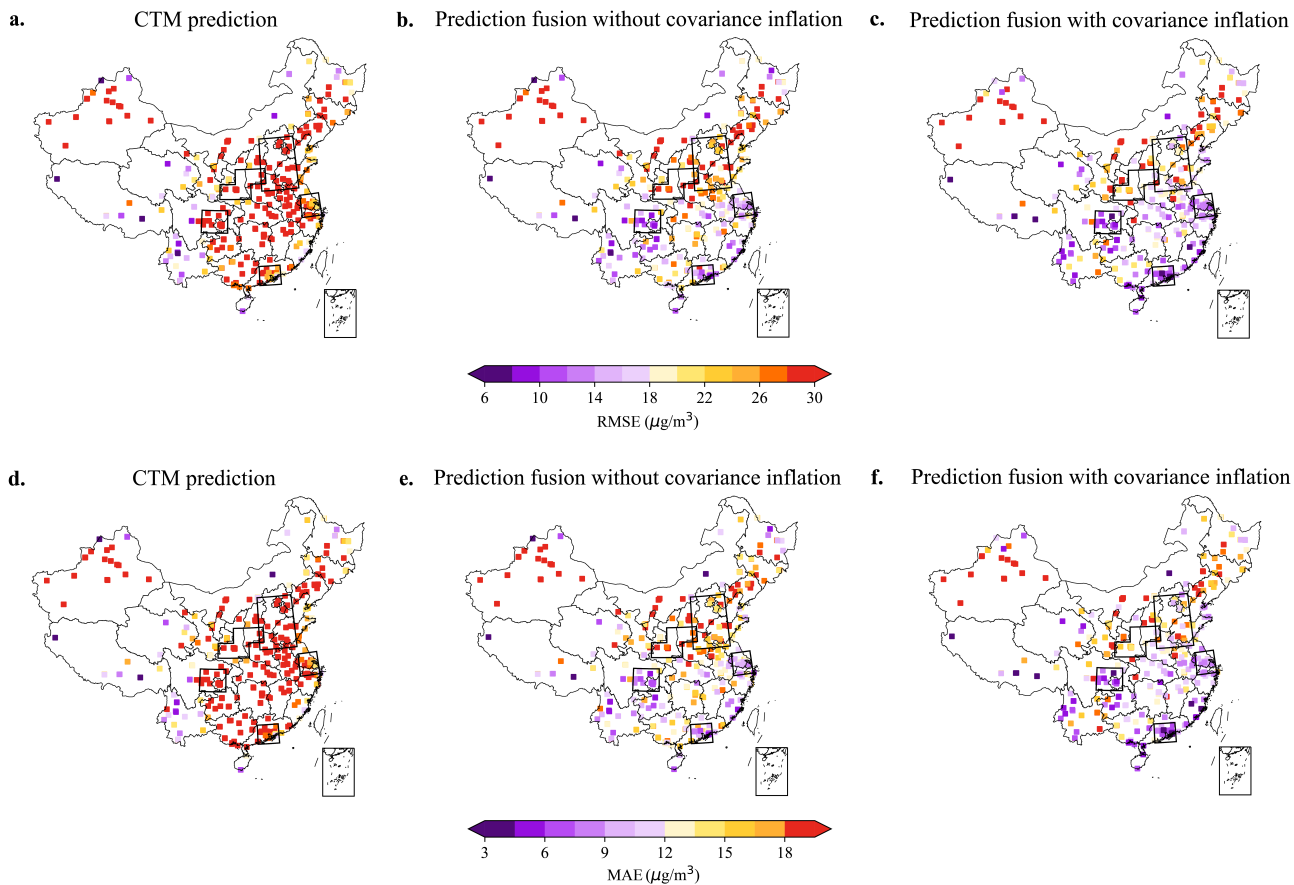 a. CTM prediction
b. Prediction fusion without covariance inflation
c. Prediction fusion with covariance inflation
6 10 14 18 22 26 30
RMSE (μg/m³)
d. CTM prediction
e. Prediction fusion without covariance inflation
f. Prediction fusion with covariance inflation
3 6 9 12 15 18
MAE (μg/m³)